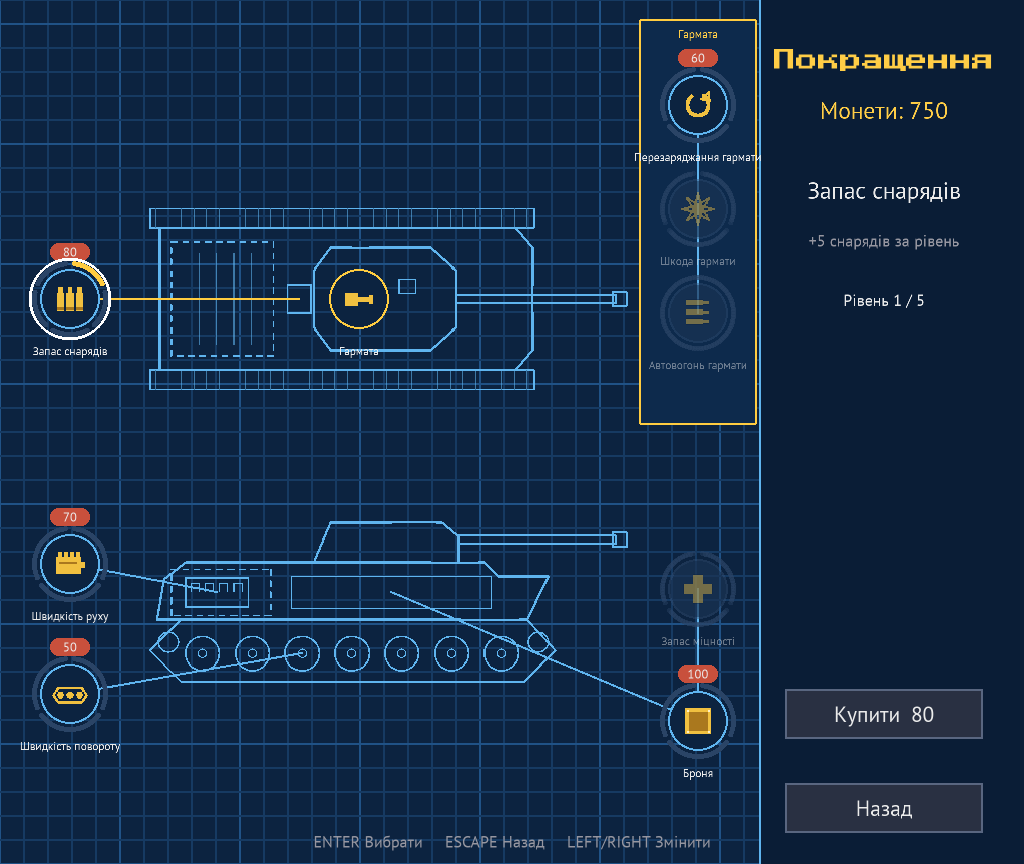 Гармата
60
Перезаряджання гармати
Шкода гармати
Автовогонь гармати
80
Запас снарядів
Гармата
70
Швидкість руху
50
Швидкість повороту
Запас міцності
100
Броня
ENTER Вибрати ESCAPE Назад LEFT/RIGHT Змінити
Покращення
Монети: 750
Запас снарядів
+5 снарядів за рівень
Рівень 1 / 5
Купити 80
Назад